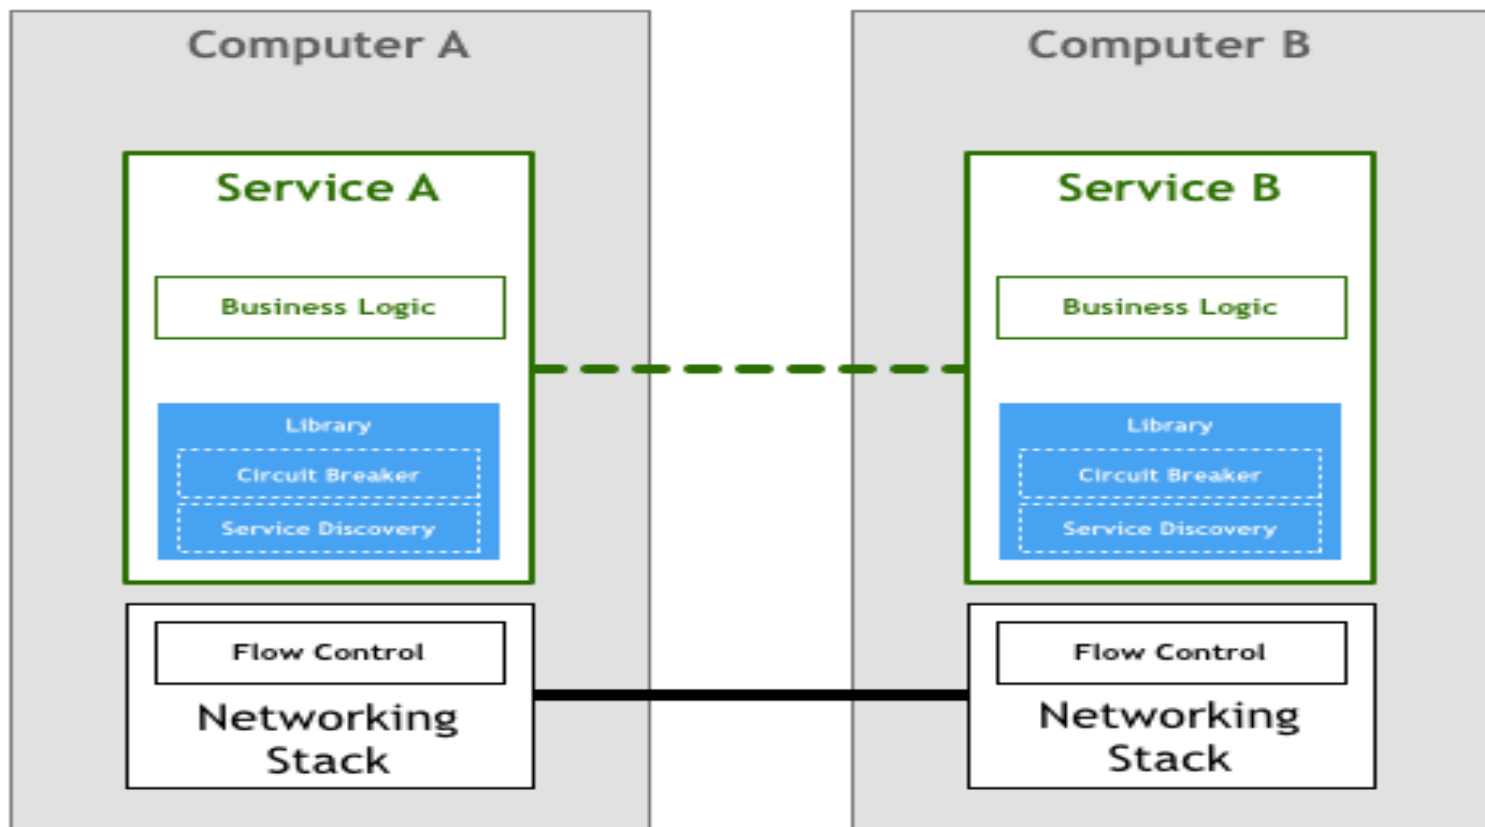 Computer A
Service A
Business Logic
Library
Circuit Breaker
Service Discovery
Flow Control
Networking
Stack
Computer B
Service B
Business Logic
Library
Circuit Breaker
Service Discovery
Flow Control
Networking
Stack